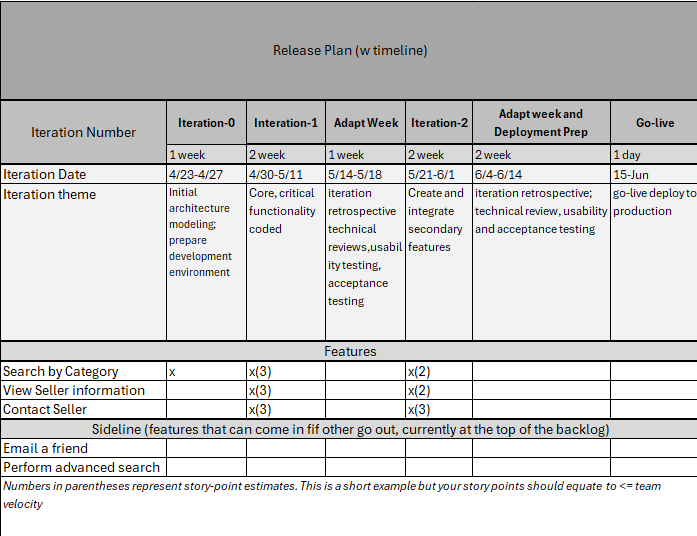 Release Plan (w timeline)
Iteration Number
Iteration-0
Interation-1
Adapt Week
Iteration-2
Adapt week and
Deployment Prep
Go-live
1 week
2 week
1 week
2 week
2 week
1 day
Iteration Date
4/23-4/27
4/30-5/11
5/14-5/18
5/21-6/1
6/4-6/14
15-Jun
Iteration theme
Initial
architecture
modeling;
prepare
development
environment
Core, critical
functionality
coded
iteration
retrospective
technical
reviews,usabil
ity testing,
acceptance
testing
Create and
integrate
secondary
features
iteration retrospective;
technical review, usability
and acceptance testing
go-live deploy to
production
Features
Search by Category
x
x(3)
x(2)
View Seller information
x(3)
x(2)
Contact Seller
x(3)
x(3)
Sideline (features that can come in fif other go out, currently at the top of the backlog)
Email a friend
Perform advanced search
Numbers in parentheses represent story-point estimates. This is a short example but your story points should equate to <= team
velocity